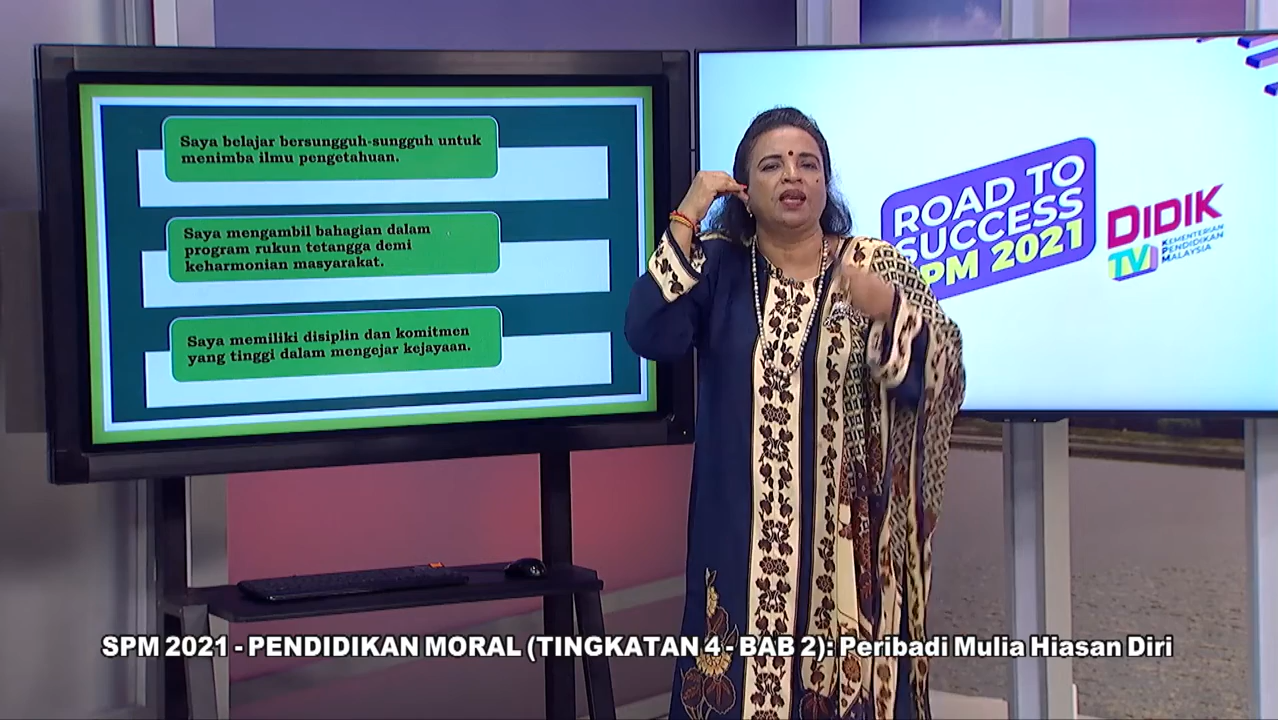 Saya belajar bersungguh-sungguh untuk
menimba ilmu pengetahuan.
Saya mengambil bahagian dalam
program rukun tetangga demi
keharmonian masyarakat.
Saya memiliki disiplin dan komitmen
yang tinggi dalam mengejar kejayaan.
ROAD TO
SUCCESS
SPM 2021
DIDIK
TV
KEMENTERIAN
PENDIDIKAN
MALAYSIA
SPM 2021 - PENDIDIKAN MORAL (TINGKATAN 4 - BAB 2): Peribadi Mulia Hiasan Diri